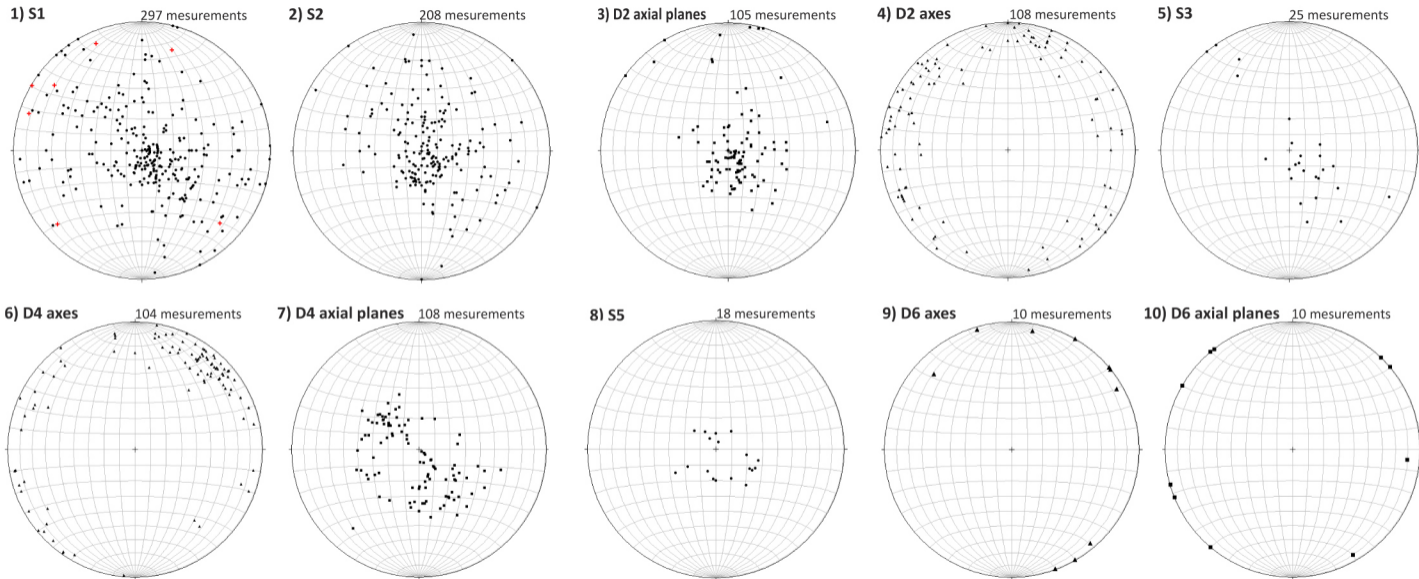 1) S1 297 mesurements
2) S2 208 mesurements
3) D2 axial planes 105 mesurements
4) D2 axes 108 mesurements
5) S3 25 mesurements
6) D4 axes 104 mesurements
7) D4 axial planes 108 mesurements
8) S5 18 mesurements
9) D6 axes 10 mesurements
10) D6 axial planes 10 mesurements